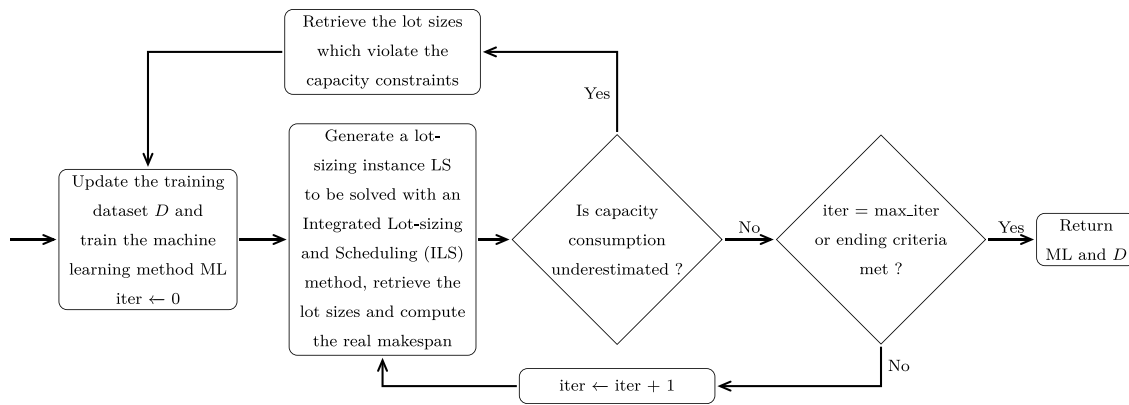 Retrieve the lot sizes
which violate the
capacity constraints
Yes
Update the training
dataset D and
train the machine
learning method ML
iter ← 0
Generate a lot-
sizing instance LS
to be solved with an
Integrated Lot-sizing
and Scheduling (ILS)
method, retrieve the
lot sizes and compute
the real makespan
Is capacity
consumption
underestimated ?
No
iter = max_iter
or ending criteria
met ?
Yes
Return
ML and D
No
iter ← iter + 1